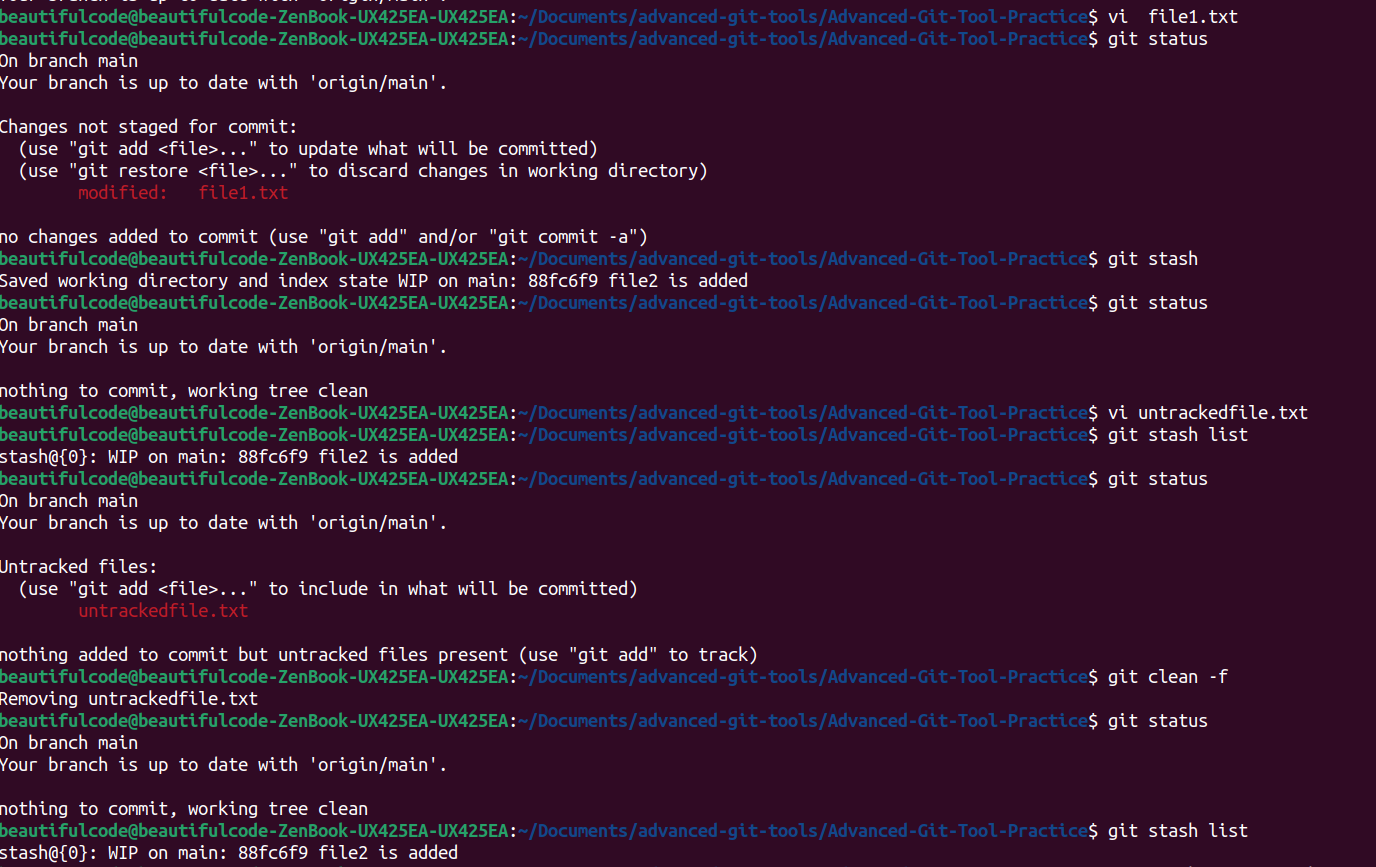 beautifulcode@beautifulcode-ZenBook-UX425EA-UX425EA:~/Documents/advanced-git-tools/Advanced-Git-Tool-Practice$ vi  file1.txt
beautifulcode@beautifulcode-ZenBook-UX425EA-UX425EA:~/Documents/advanced-git-tools/Advanced-Git-Tool-Practice$ git status
On branch main
Your branch is up to date with 'origin/main'.
Changes not staged for commit:
  (use "git add <file>..." to update what will be committed)
  (use "git restore <file>..." to discard changes in working directory)
        modified:   file1.txt
no changes added to commit (use "git add" and/or "git commit -a")
beautifulcode@beautifulcode-ZenBook-UX425EA-UX425EA:~/Documents/advanced-git-tools/Advanced-Git-Tool-Practice$ git stash
Saved working directory and index state WIP on main: 88fc6f9 file2 is added
beautifulcode@beautifulcode-ZenBook-UX425EA-UX425EA:~/Documents/advanced-git-tools/Advanced-Git-Tool-Practice$ git status
On branch main
Your branch is up to date with 'origin/main'.
nothing to commit, working tree clean
beautifulcode@beautifulcode-ZenBook-UX425EA-UX425EA:~/Documents/advanced-git-tools/Advanced-Git-Tool-Practice$ vi untrackedfile.txt
beautifulcode@beautifulcode-ZenBook-UX425EA-UX425EA:~/Documents/advanced-git-tools/Advanced-Git-Tool-Practice$ git stash list
stash@{0}: WIP on main: 88fc6f9 file2 is added
beautifulcode@beautifulcode-ZenBook-UX425EA-UX425EA:~/Documents/advanced-git-tools/Advanced-Git-Tool-Practice$ git status
On branch main
Your branch is up to date with 'origin/main'.
Untracked files:
  (use "git add <file>..." to include in what will be committed)
        untrackedfile.txt
nothing added to commit but untracked files present (use "git add" to track)
beautifulcode@beautifulcode-ZenBook-UX425EA-UX425EA:~/Documents/advanced-git-tools/Advanced-Git-Tool-Practice$ git clean -f
Removing untrackedfile.txt
beautifulcode@beautifulcode-ZenBook-UX425EA-UX425EA:~/Documents/advanced-git-tools/Advanced-Git-Tool-Practice$ git status
On branch main
Your branch is up to date with 'origin/main'.
nothing to commit, working tree clean
beautifulcode@beautifulcode-ZenBook-UX425EA-UX425EA:~/Documents/advanced-git-tools/Advanced-Git-Tool-Practice$ git stash list
stash@{0}: WIP on main: 88fc6f9 file2 is added